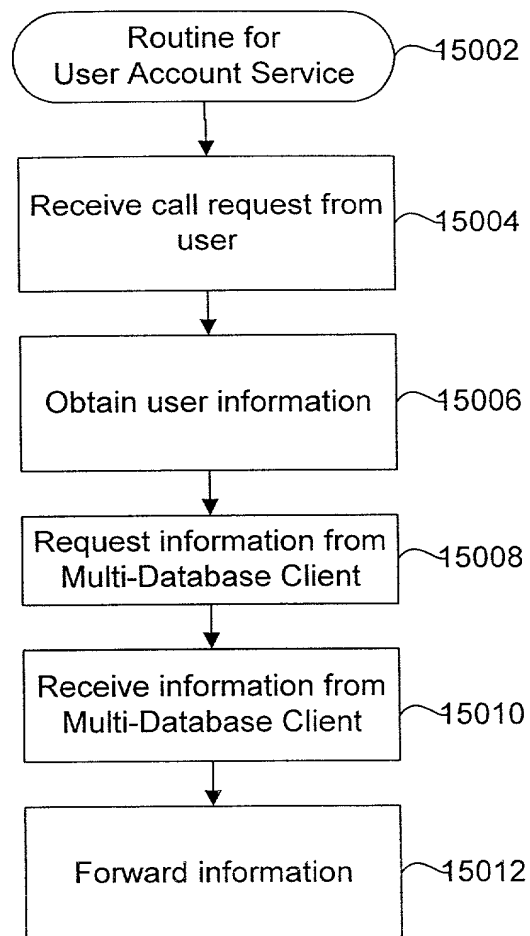 Routine for
User Account Service
15002
Receive call request from
user
15004
Obtain user information
15006
Request information from
Multi-Database Client
15008
Receive information from
Multi-Database Client
15010
Forward information
15012